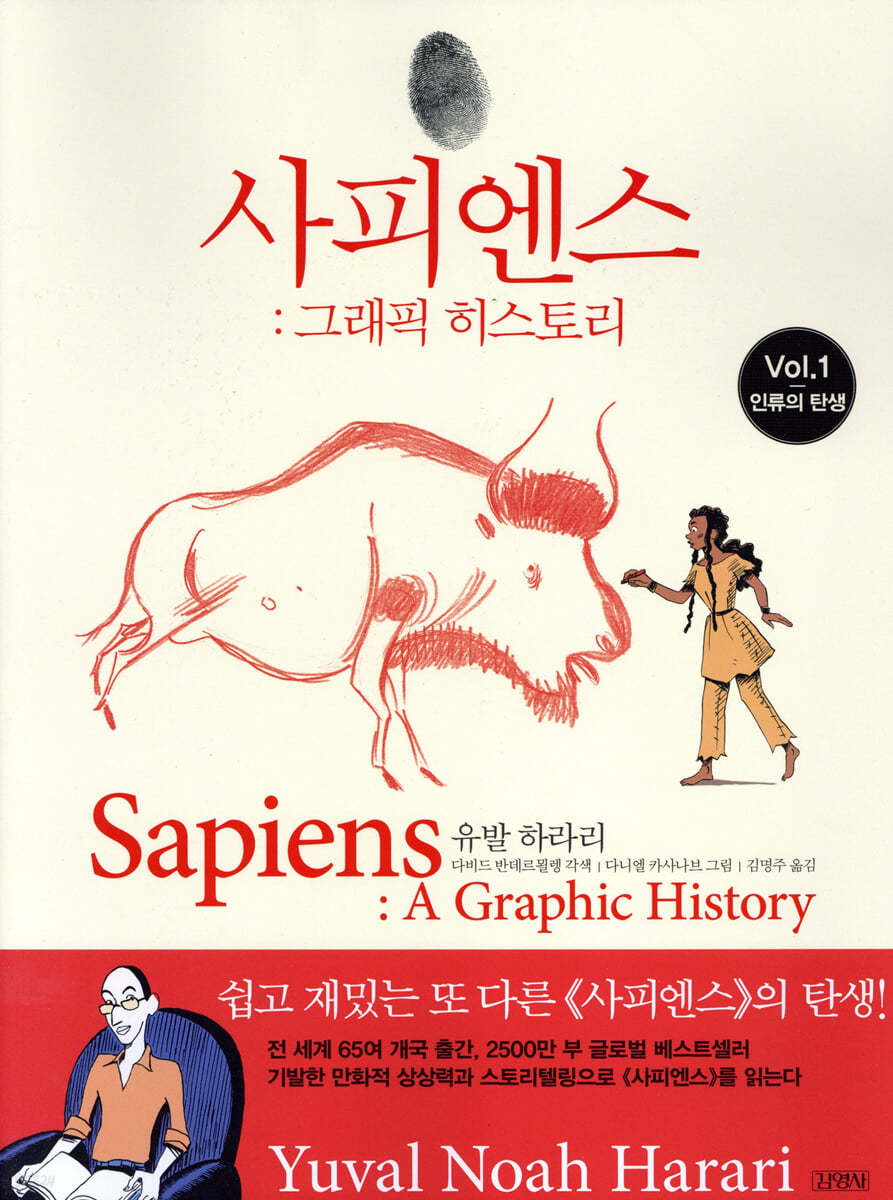 사피엔스
: 그래픽 히스토리
Vol.1
인류의 탄생
Sapiens
유발 하라리
다비드 반데르묄렝 각색 | 다니엘 카사나브 그림 | 김명주 옮김
: A Graphic History
쉽고 재밌는 또 다른 《사피엔스》의 탄생!
전 세계 65여 개국 출간, 2500만 부 글로벌 베스트셀러
기발한 만화적 상상력과 스토리텔링으로 《사피엔스》를 읽는다
Yuval Noah Harari
김영사